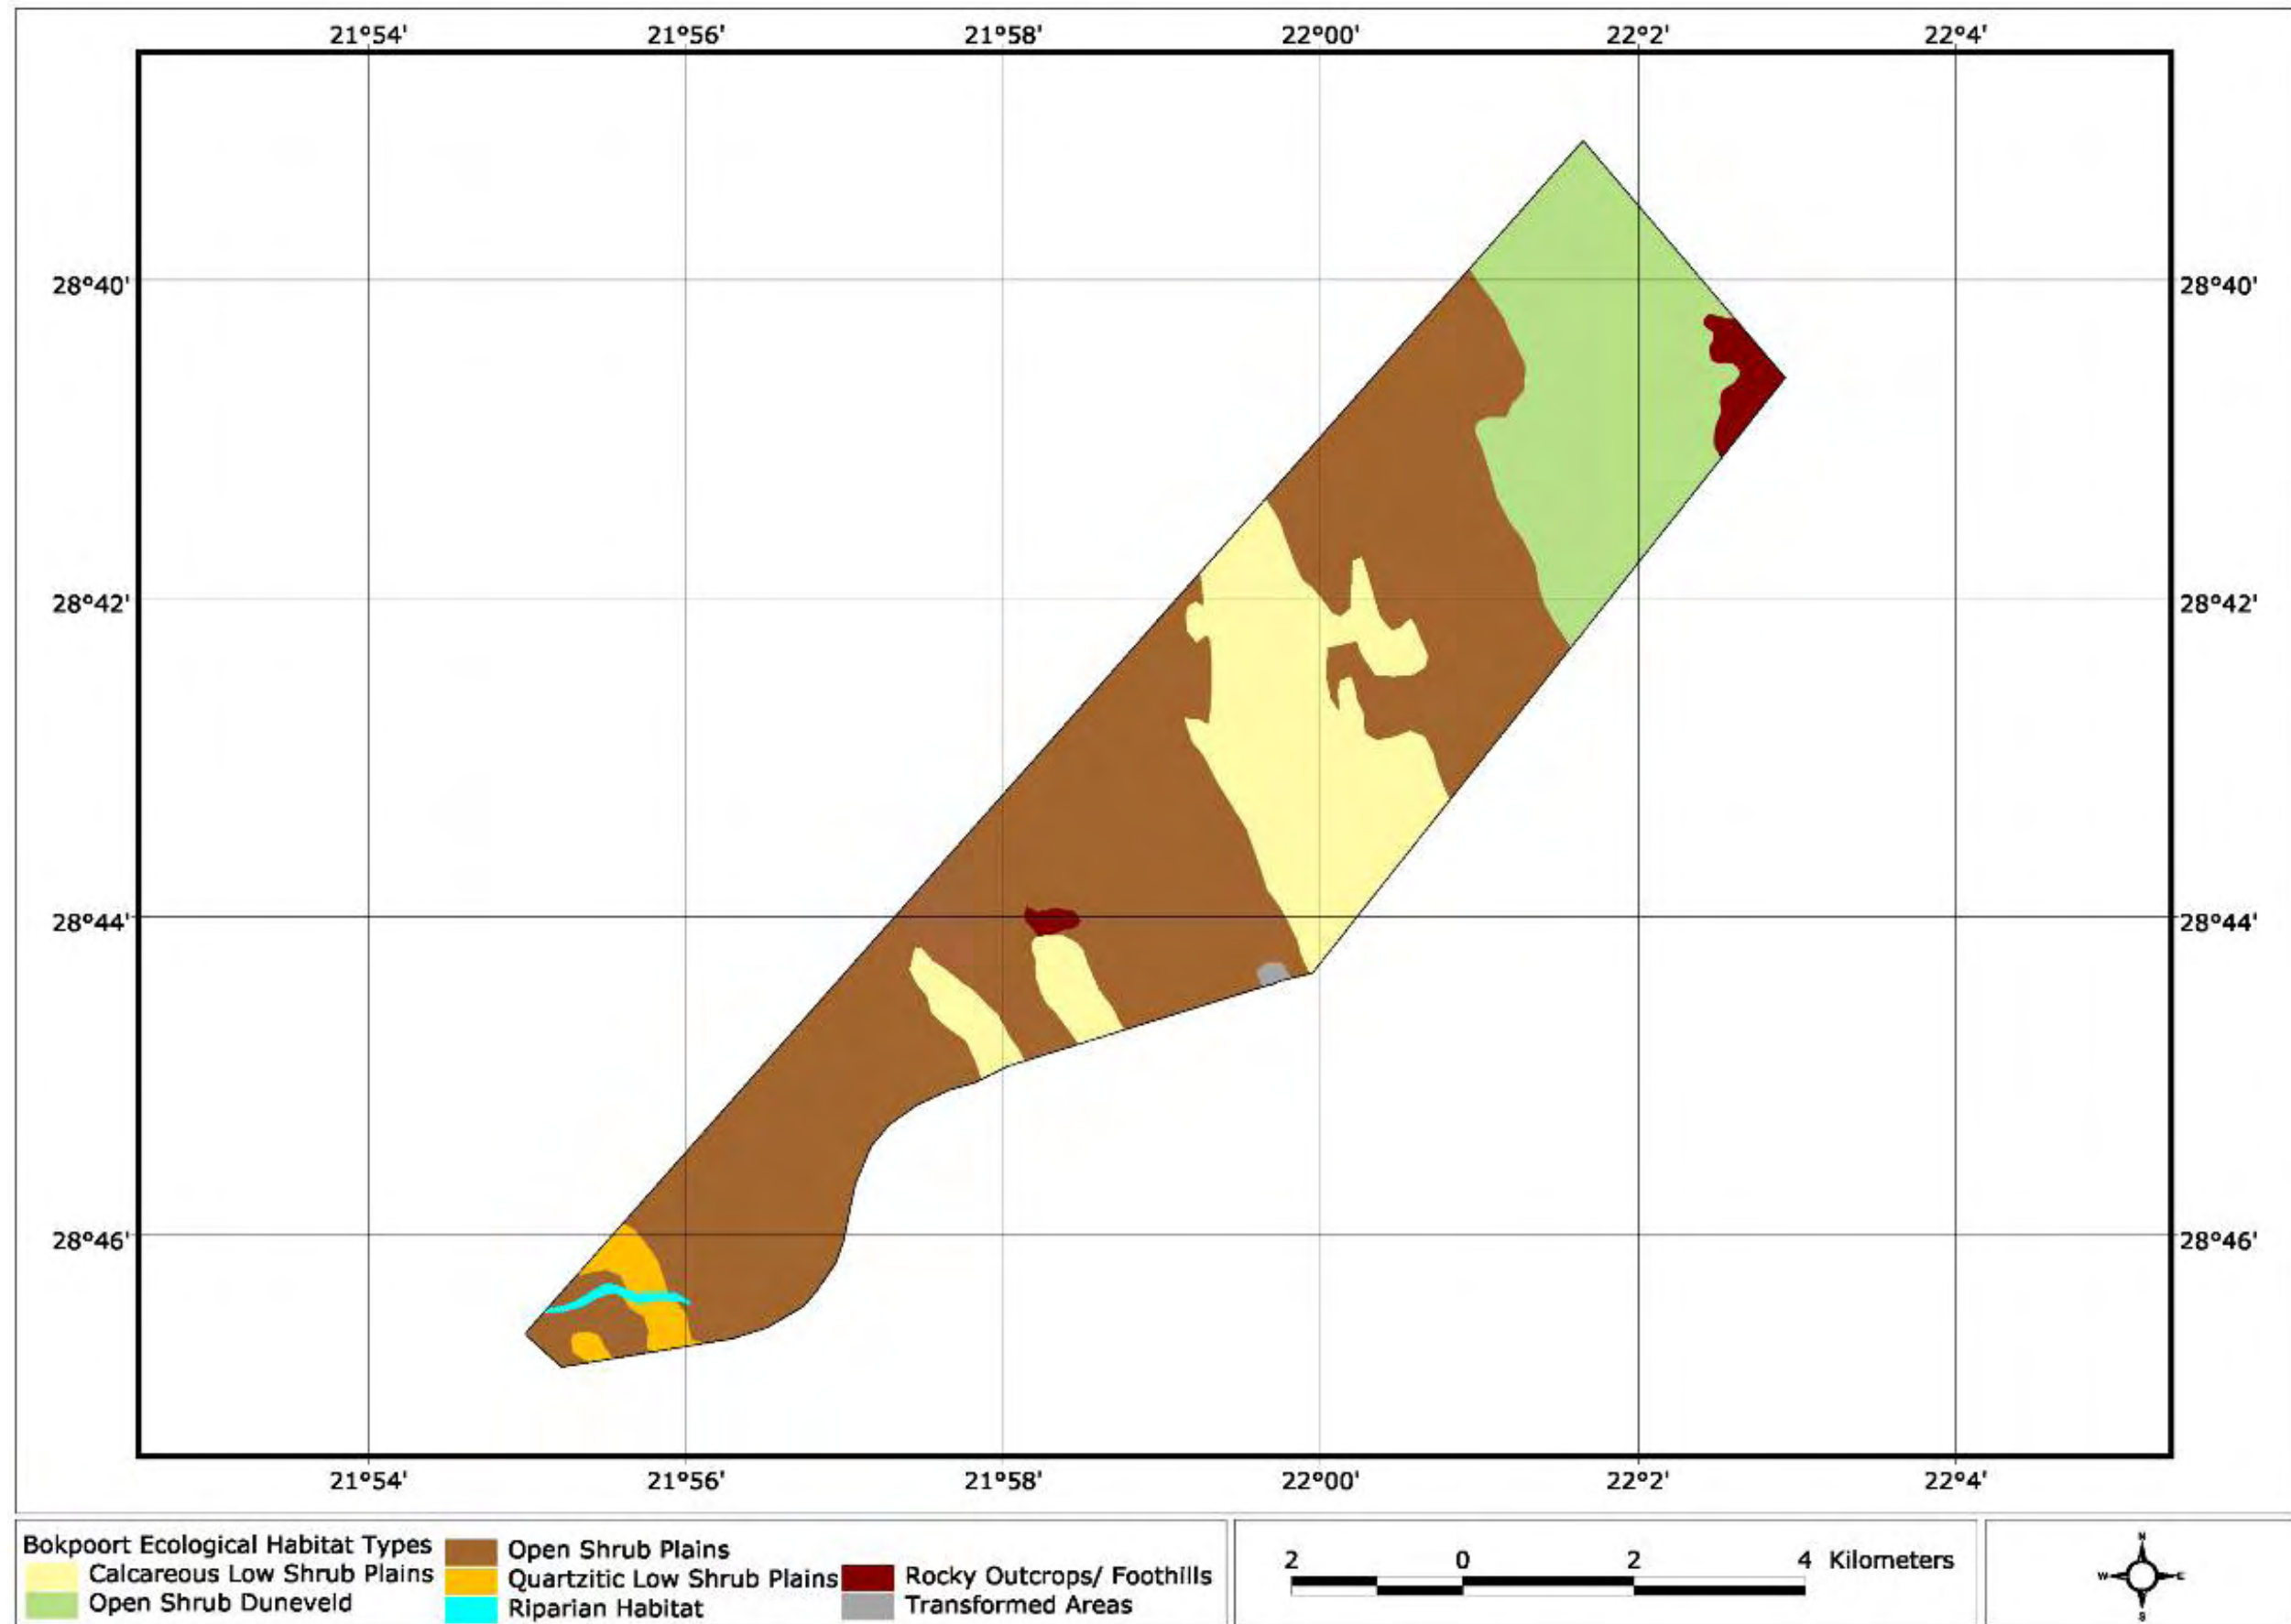 21°54' 21°56' 21°58' 22°00' 22°2' 22°4'
28°40' 28°40'
28°42' 28°42'
28°44' 28°44'
28°46' 28°46'
21°54' 21°56' 21°58' 22°00' 22°2' 22°4'
Bokpoort Ecological Habitat Types
Calcareous Low Shrub Plains
Open Shrub Duneveld
Open Shrub Plains
Quartzitic Low Shrub Plains
Riparian Habitat
Rocky Outcrops/ Foothills
Transformed Areas
2 0 2 4 Kilometers
N
W E
S